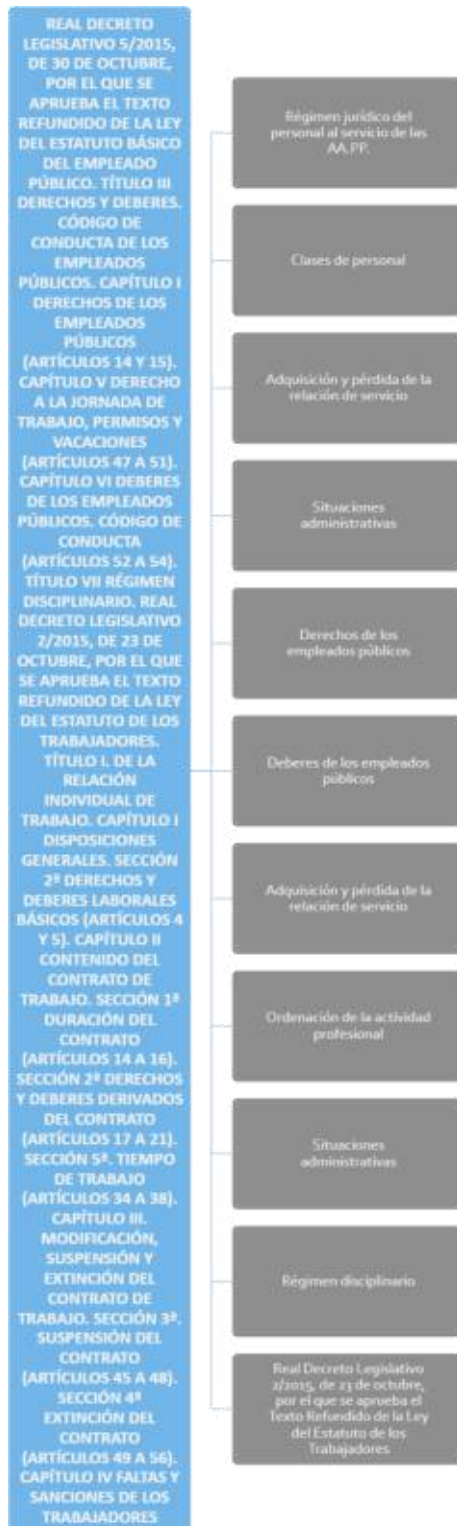 REAL DECRETO
LEGISLATIVO 5/2015,
DE 30 DE OCTUBRE,
POR EL QUE SE
APRUEBA EL TEXTO
REFUNDIDO DE LA LEY
DEL ESTATUTO BÁSICO
DEL EMPLEADO
PÚBLICO. TÍTULO III
DERECHOS Y DEBERES.
CÓDIGO DE
CONDUCTA DE LOS
EMPLEADOS
PÚBLICOS. CAPÍTULO I
DERECHOS DE LOS
EMPLEADOS
PÚBLICOS
(ARTÍCULOS 14 Y 15).
CAPÍTULO V DERECHO
A LA JORNADA DE
TRABAJO, PERMISOS Y
VACACIONES
(ARTÍCULOS 47 A 51).
CAPÍTULO VI DEBERES
DE LOS EMPLEADOS
PÚBLICOS. CÓDIGO DE
CONDUCTA
(ARTÍCULOS 52 A 54).
TÍTULO VII RÉGIMEN
DISCIPLINARIO. REAL
DECRETO LEGISLATIVO
2/2015, DE 23 DE
OCTUBRE, POR EL QUE
SE APRUEBA EL TEXTO
REFUNDIDO DE LA LEY
DEL ESTATUTO DE LOS
TRABAJADORES.
TÍTULO I. DE LA
RELACIÓN
INDIVIDUAL DE
TRABAJO. CAPÍTULO I
DISPOSICIONES
GENERALES. SECCIÓN
2ª DERECHOS Y
DEBERES LABORALES
BÁSICOS (ARTÍCULOS 4
Y 5). CAPÍTULO II
CONTENIDO DEL
CONTRATO DE
TRABAJO. SECCIÓN 1ª
DURACIÓN DEL
CONTRATO
(ARTÍCULOS 14 A 16).
SECCIÓN 2ª DERECHOS
Y DEBERES DERIVADOS
DEL CONTRATO
(ARTÍCULOS 17 A 21).
SECCIÓN 5ª. TIEMPO
DE TRABAJO
(ARTÍCULOS 34 A 38).
CAPÍTULO III.
MODIFICACIÓN,
SUSPENSIÓN Y
EXTINCIÓN DEL
CONTRATO DE
TRABAJO. SECCIÓN 3ª.
SUSPENSIÓN DEL
CONTRATO
(ARTÍCULOS 45 A 48).
SECCIÓN 4ª
EXTINCIÓN DEL
CONTRATO
(ARTÍCULOS 49 A 56).
CAPÍTULO IV FALTAS Y
SANCIONES DE LOS
TRABAJADORES
Régimen jurídico del
personal al servicio de las
AA.PP.
Clases de personal
Adquisición y pérdida de la
relación de servicio
Situaciones
administrativas
Derechos de los
empleados públicos
Deberes de los empleados
públicos
Adquisición y pérdida de la
relación de servicio
Ordenación de la actividad
profesional
Situaciones
administrativas
Régimen disciplinario
Real Decreto Legislativo
2/2015, de 23 de octubre,
por el que se aprueba el
Texto Refundido de la Ley
del Estatuto de los
Trabajadores